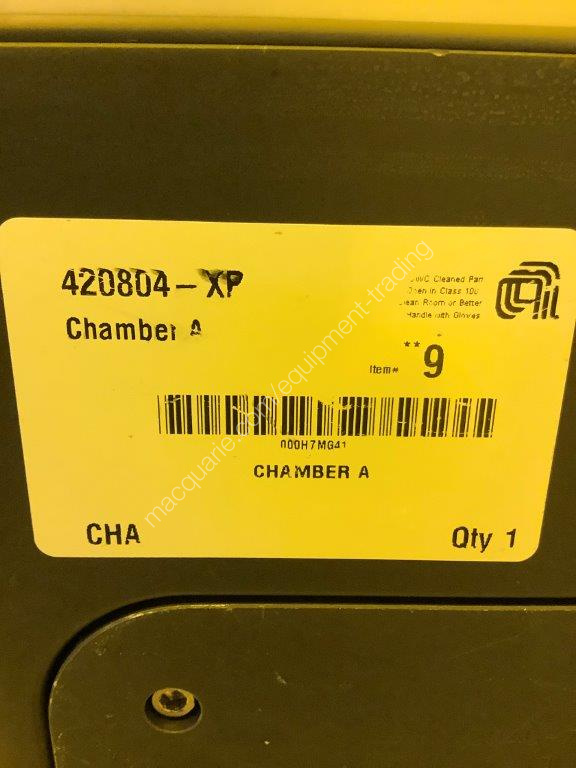 420804-XP
Chamber A
UWC Cleaned Part
Open in Class 100
Clean Room or Better
Handle with Gloves
Item# **9
000H7MG41
CHAMBER A
CHA
Qty 1
macquarie.com/equipment-trading